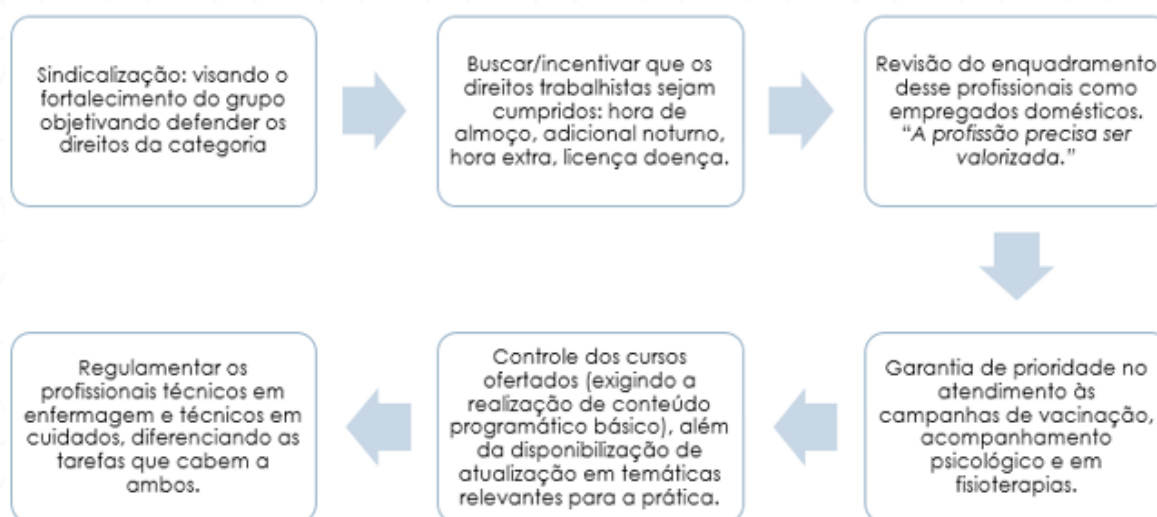 Sindicalização: visando o
fortalecimento do grupo
objetivando defender os
direitos da categoria
Buscar/incentivar que os
direitos trabalhistas sejam
cumpridos: hora de
almoço, adicional noturno,
hora extra, licença doença.
Revisão do enquadramento
desse profissionais como
empregados domésticos.
"A profissão precisa ser
valorizada."
Garantia de prioridade no
atendimento às
campanhas de vacinação,
acompanhamento
psicológico e em
fisioterapias.
Controle dos cursos
ofertados (exigindo a
realização de conteúdo
programático básico), além
da disponibilização de
atualização em temáticas
relevantes para a prática.
Regulamentar os
profissionais técnicos em
enfermagem e técnicos em
cuidados, diferenciando as
tarefas que cabem a
ambos.